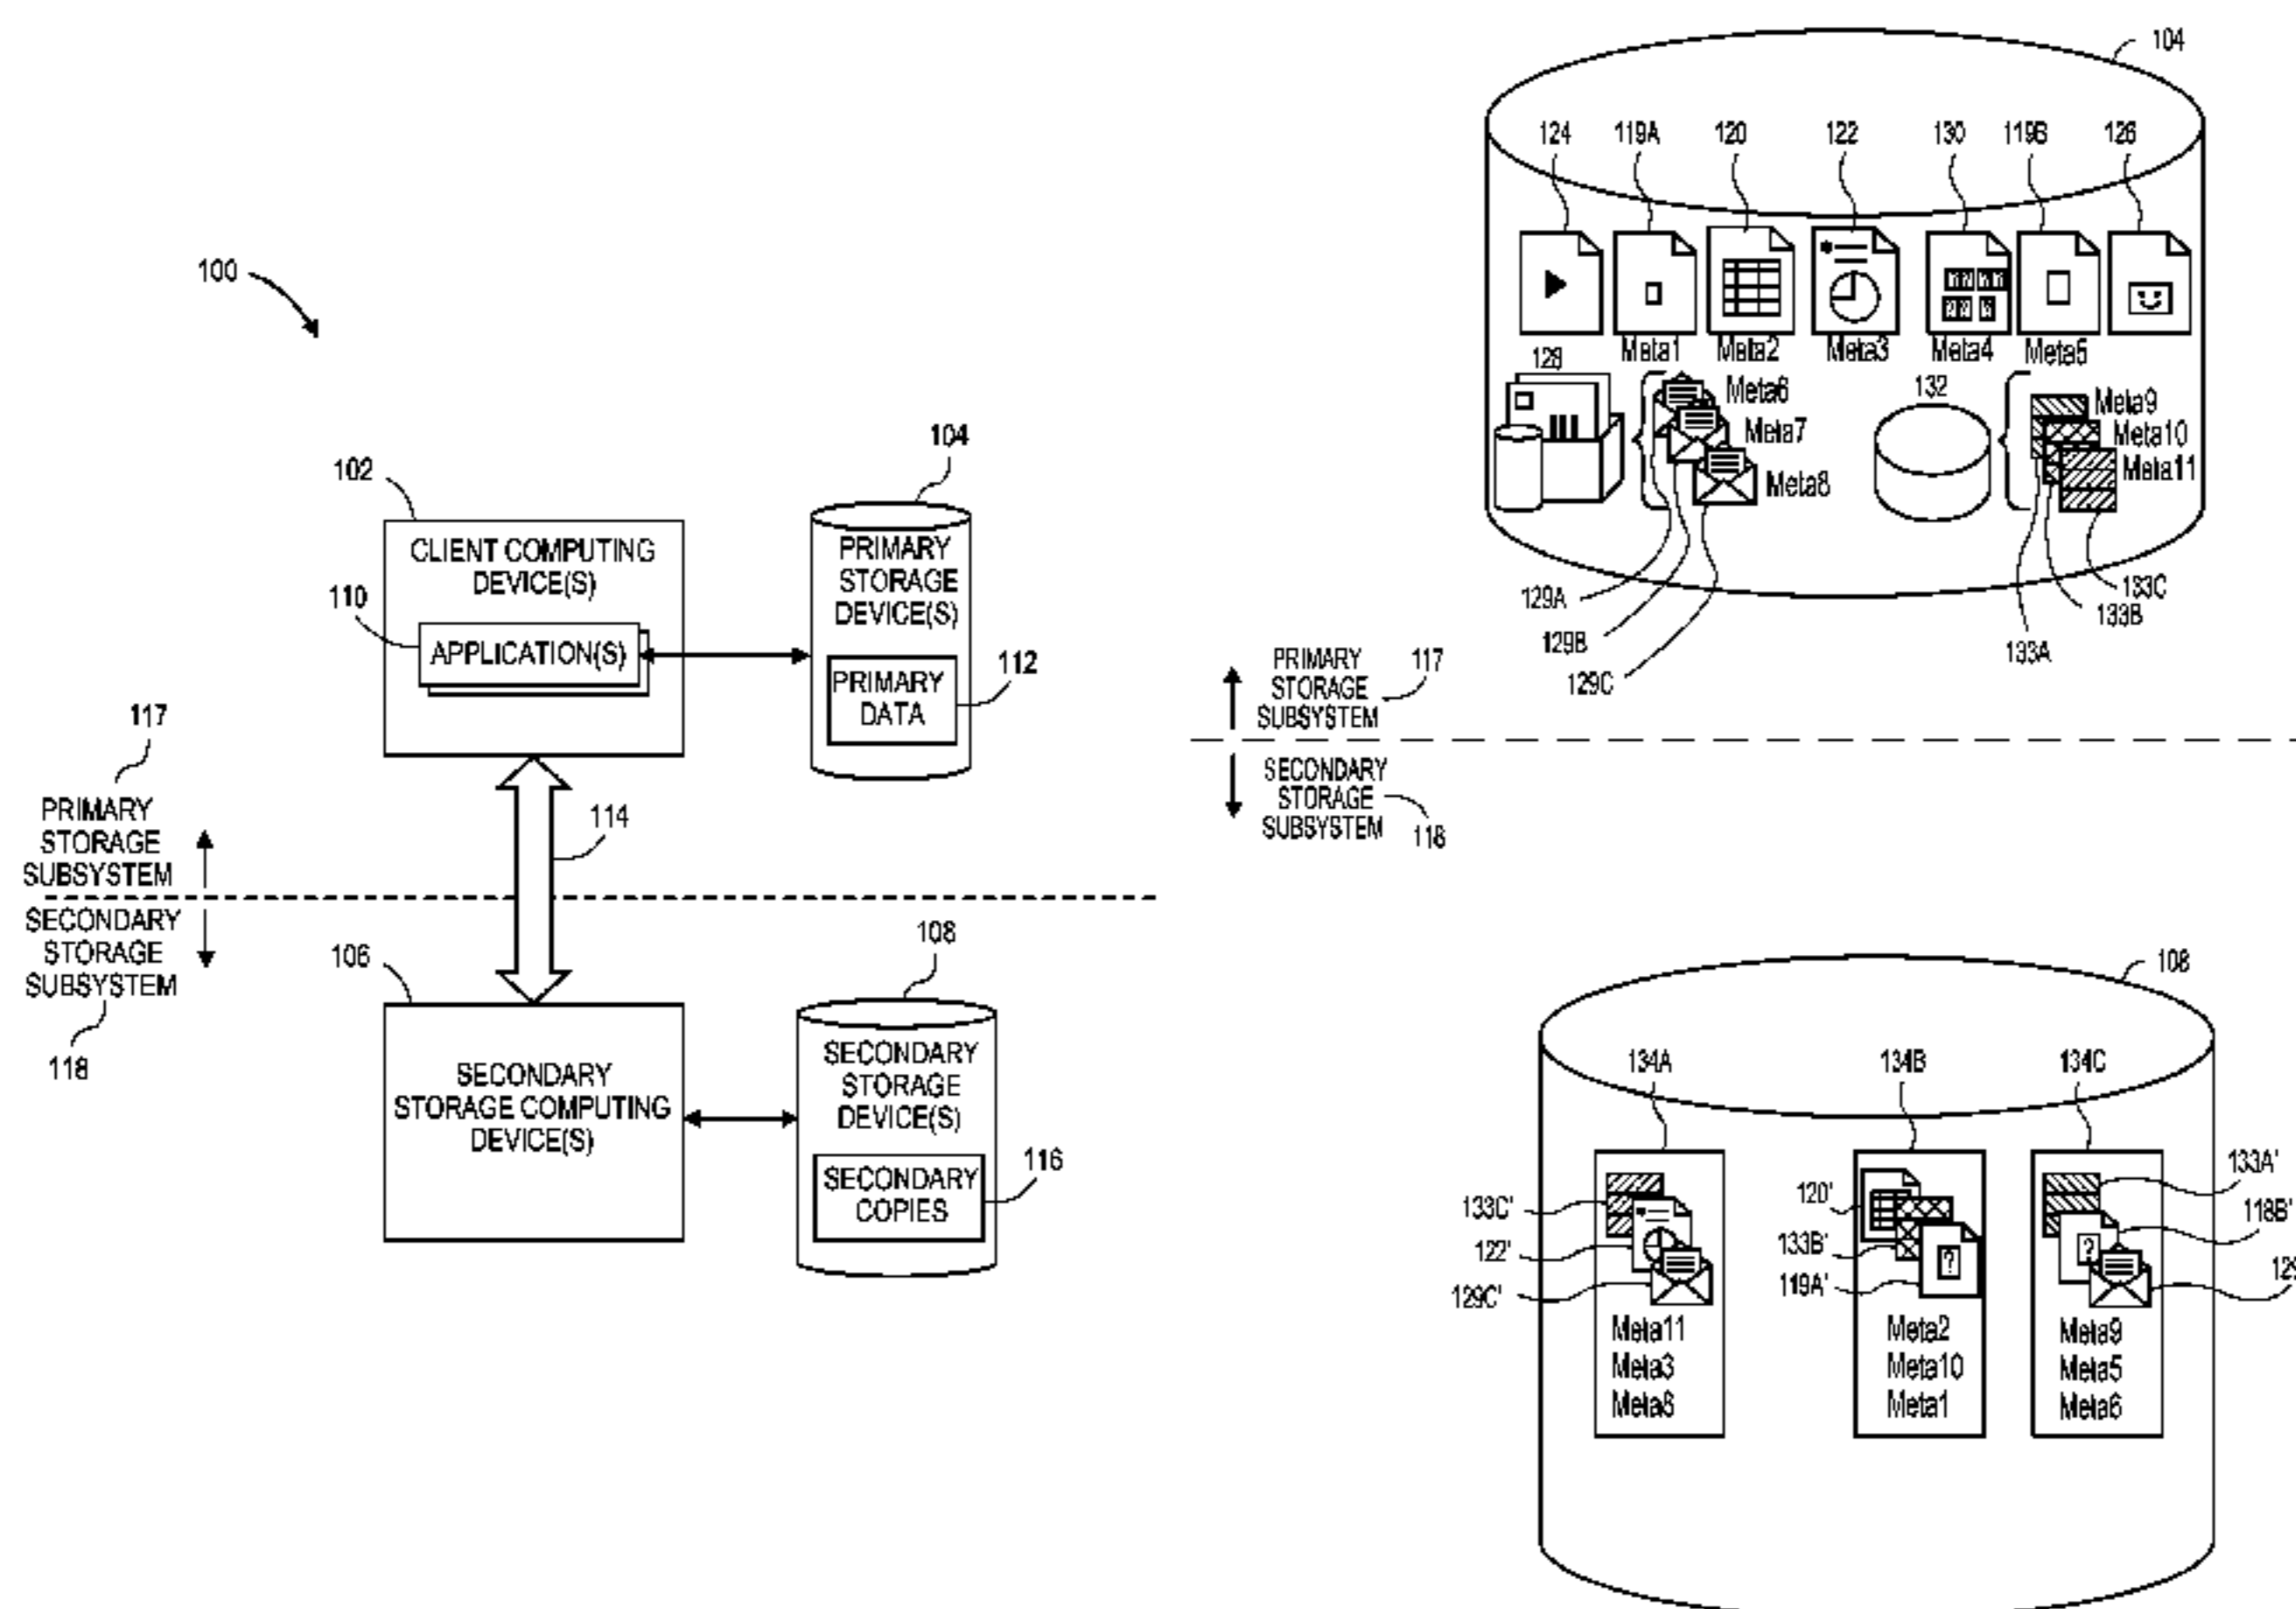 100
102
CLIENT COMPUTING
DEVICE(S)
110
APPLICATION(S)
104
PRIMARY
STORAGE
DEVICE(S)
PRIMARY
DATA
112
117
PRIMARY
STORAGE
SUBSYSTEM
114
SECONDARY
STORAGE
SUBSYSTEM
118
106
SECONDARY
STORAGE COMPUTING
DEVICE(S)
108
SECONDARY
STORAGE
DEVICE(S)
SECONDARY
COPIES
116
104
124
119A
120
122
130
119B
126
Meta1
Meta2
Meta3
Meta4
Meta5
128
Meta6
Meta7
Meta8
132
Meta9
Meta10
Meta11
129A
129B
129C
133C
133B
133A
PRIMARY
STORAGE
SUBSYSTEM
117
SECONDARY
STORAGE
SUBSYSTEM
118
108
134A
134B
134C
133C'
122'
129C'
120'
133B'
119A'
133A'
119B'
Meta11
Meta3
Meta8
Meta2
Meta10
Meta1
Meta9
Meta5
Meta6